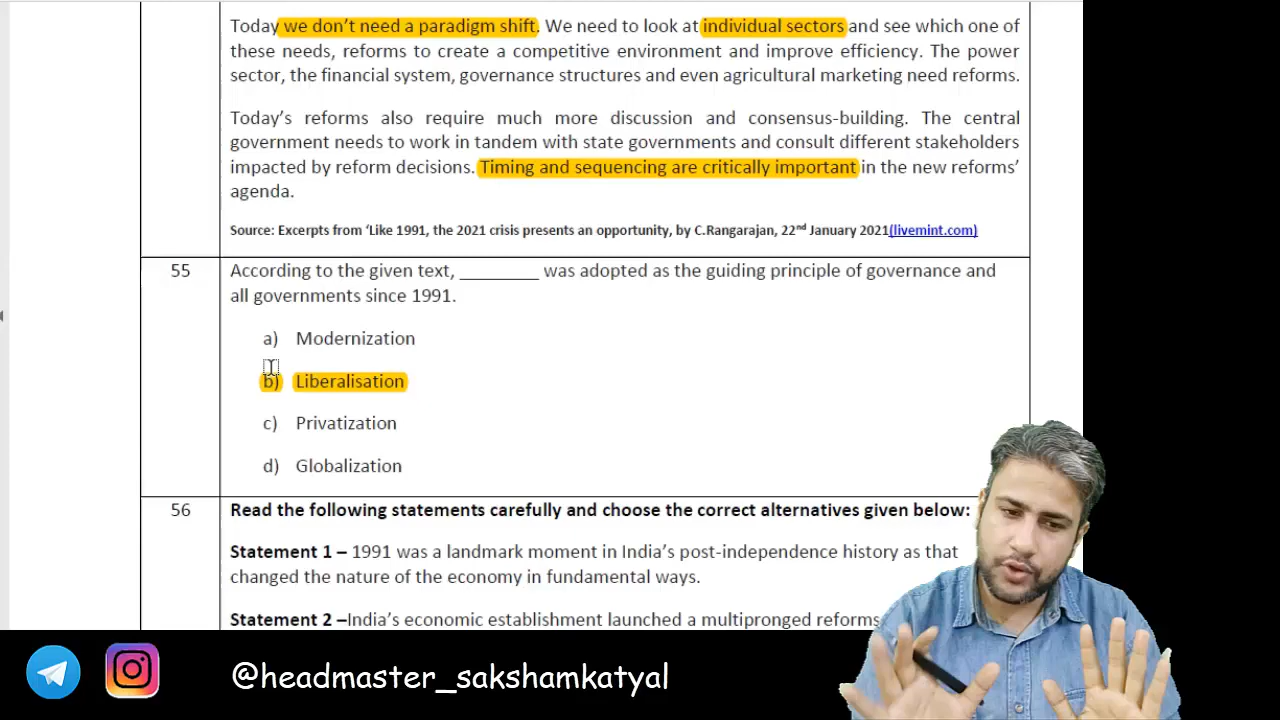 Today we don't need a paradigm shift. We need to look at individual sectors and see which one of
these needs, reforms to create a competitive environment and improve efficiency. The power
sector, the financial system, governance structures and even agricultural marketing need reforms.
Today's reforms also require much more discussion and consensus-building. The central
government needs to work in tandem with state governments and consult different stakeholders
impacted by reform decisions. Timing and sequencing are critically important in the new reforms'
agenda.
Source: Excerpts from 'Like 1991, the 2021 crisis presents an opportunity, by C.Rangarajan, 22nd January 2021(livemint.com)
55
According to the given text, ________ was adopted as the guiding principle of governance and
all governments since 1991.
a) Modernization
b) Liberalisation
c) Privatization
d) Globalization
56
Read the following statements carefully and choose the correct alternatives given below:
Statement 1 – 1991 was a landmark moment in India's post-independence history as that
changed the nature of the economy in fundamental ways.
Statement 2 –India's economic establishment launched a multipronged reforms
@headmaster_sakshamkatyal